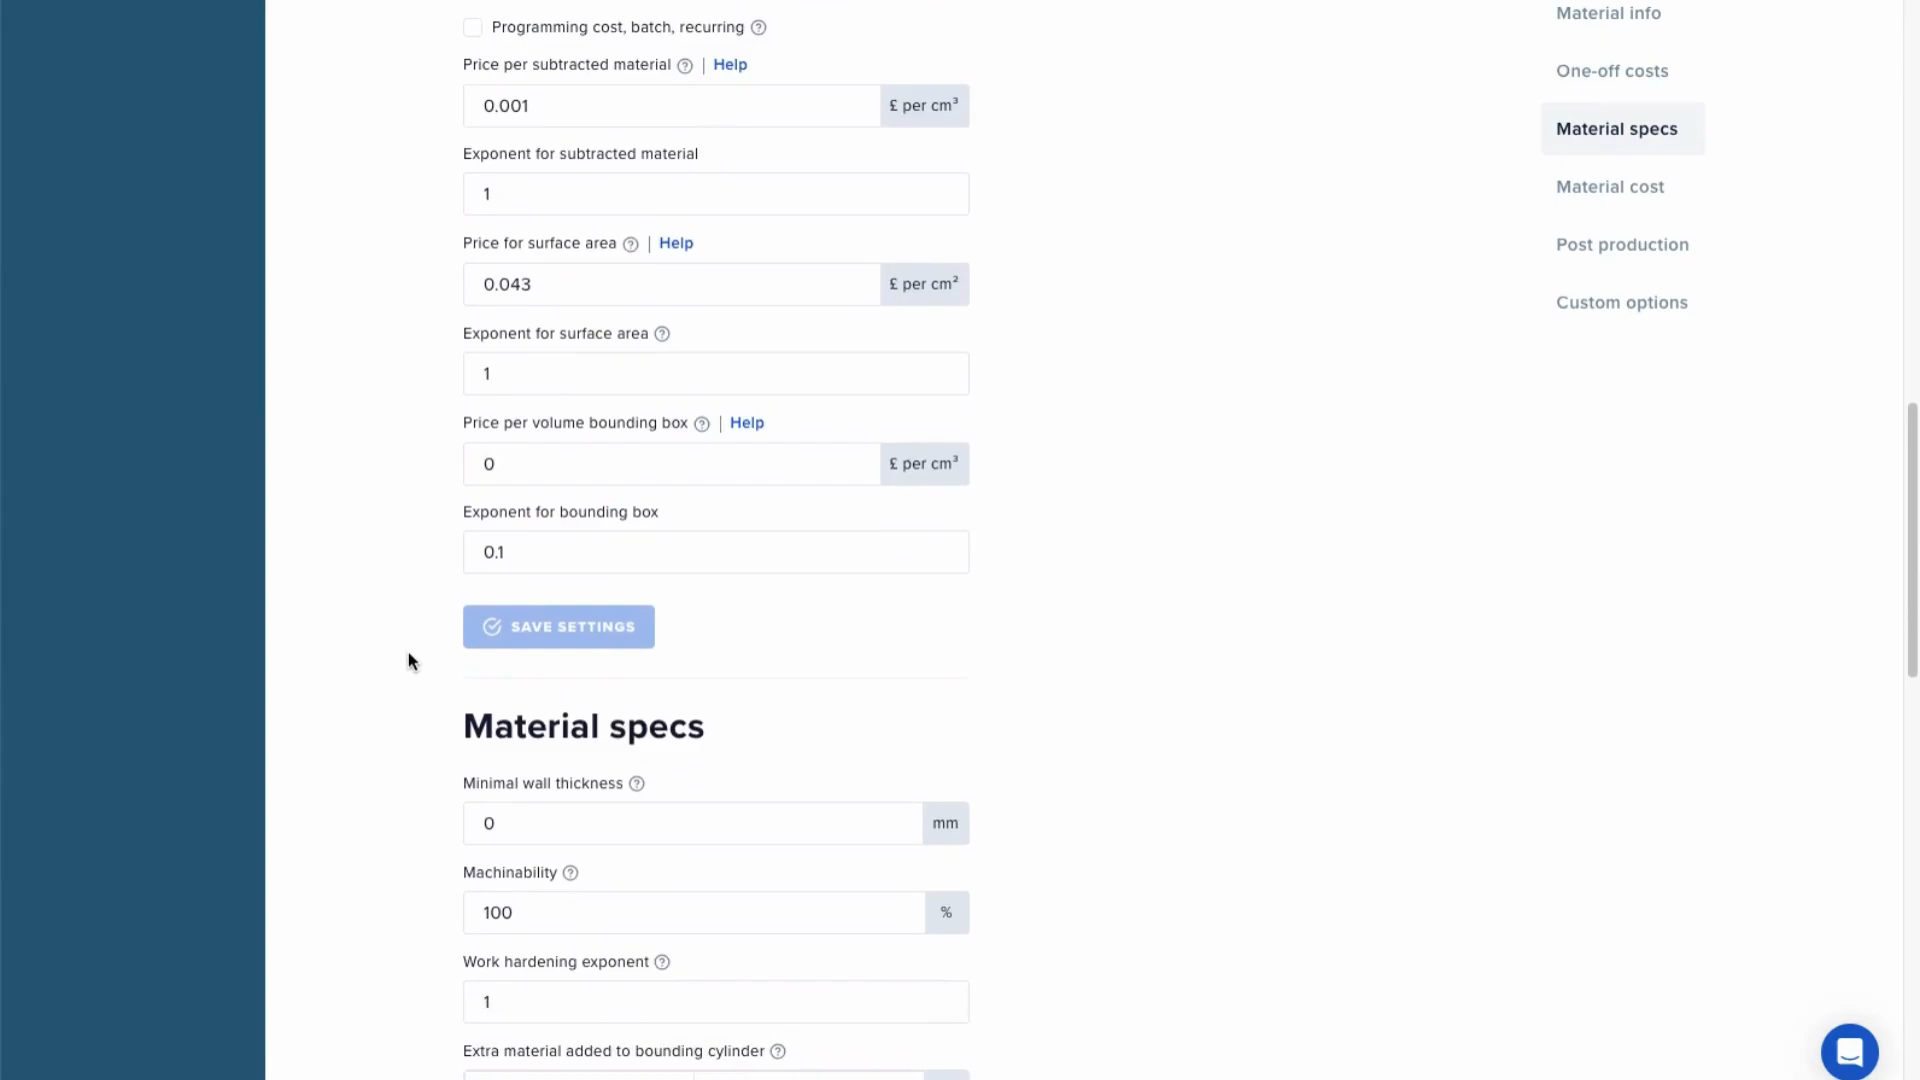 Programming cost, batch, recurring
Price per subtracted material | Help
0.001 £ per cm³
Exponent for subtracted material
1
Price for surface area | Help
0.043 £ per cm²
Exponent for surface area
1
Price per volume bounding box | Help
0 £ per cm³
Exponent for bounding box
0.1
SAVE SETTINGS
Material specs
Minimal wall thickness
0 mm
Machinability
100 %
Work hardening exponent
1
Extra material added to bounding cylinder
Material info
One-off costs
Material specs
Material cost
Post production
Custom options